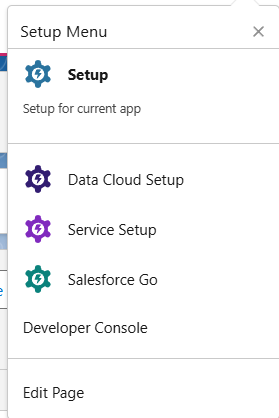 Setup Menu
Setup
Setup for current app
Data Cloud Setup
Service Setup
Salesforce Go
Developer Console
Edit Page